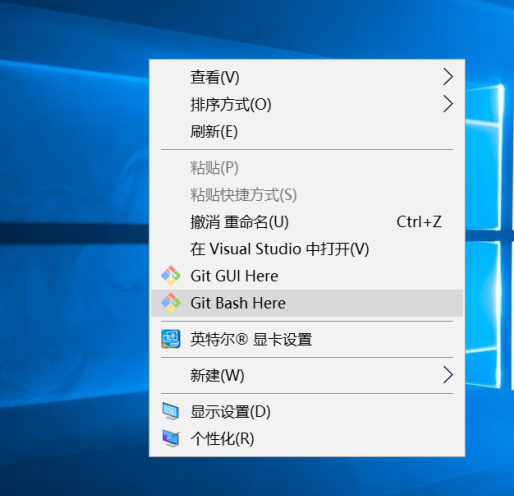 查看(V)
排序方式(O)
刷新(E)
粘贴(P)
粘贴快捷方式(S)
撤消 重命名(U) Ctrl+Z
在 Visual Studio 中打开(V)
Git GUI Here
Git Bash Here
英特尔® 显卡设置
新建(W)
显示设置(D)
个性化(R)